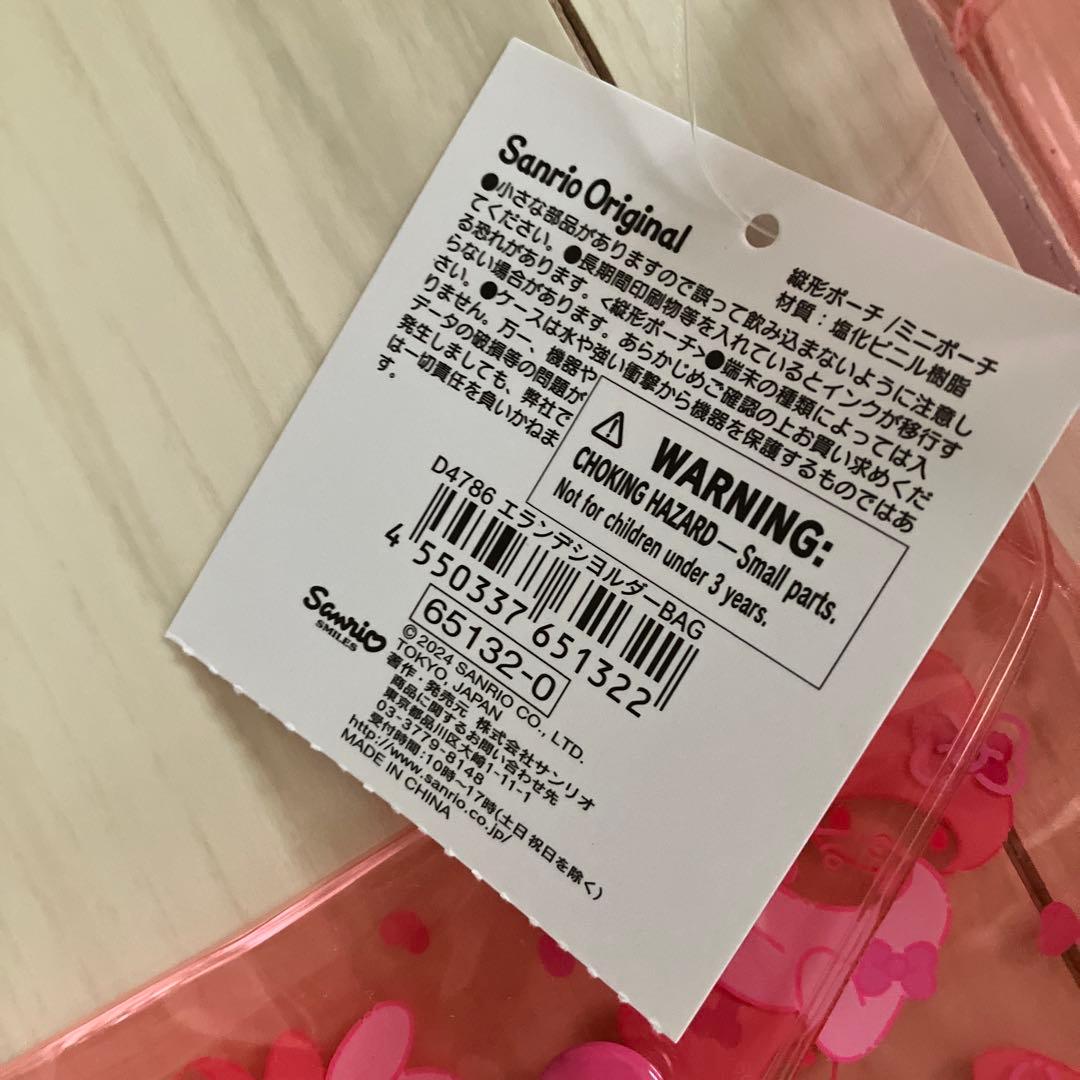 Sanrio Original
縦形ポーチ/ミニポーチ
材質：塩化ビニル樹脂
●小さな部品がありますので誤って飲み込まないように注意し
てください。●長期間印刷物等を入れているとインクが移行す
る恐れがあります。<縦形ポーチ>●端末の種類によっては入
らない場合があります。あらかじめご確認の上お買い求めくだ
さい。●ケースは水や強い衝撃から機器を保護するものではあ
りません。万一、機器や
データの破損等の問題が
発生しましても、弊社で
は一切責任を負いかねま
す。
WARNING:
CHOKING HAZARD—Small parts.
Not for children under 3 years.
D4786 エランデショルダーBAG
4 550337 651322
65132-0
Sanrio
SMILES
©2024 SANRIO CO., LTD.
TOKYO, JAPAN
著作・発売元 株式会社サンリオ
商品に関するお問い合わせ先
東京都品川区大崎1-11-1
03-3779-8148
受付時間:10時~17時(土日祝日を除く)
http://www.sanrio.co.jp/
MADE IN CHINA